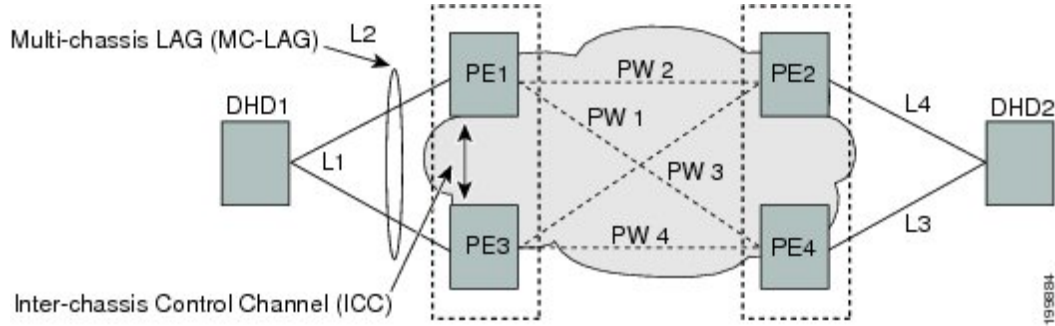 Multi-chassis LAG (MC-LAG)
L2
PE1
PW 2
PE2
DHD1
PW 1
L4
DHD2
L1
PW 3
L3
PE3
PW 4
PE4
Inter-chassis Control Channel (ICC)
199884